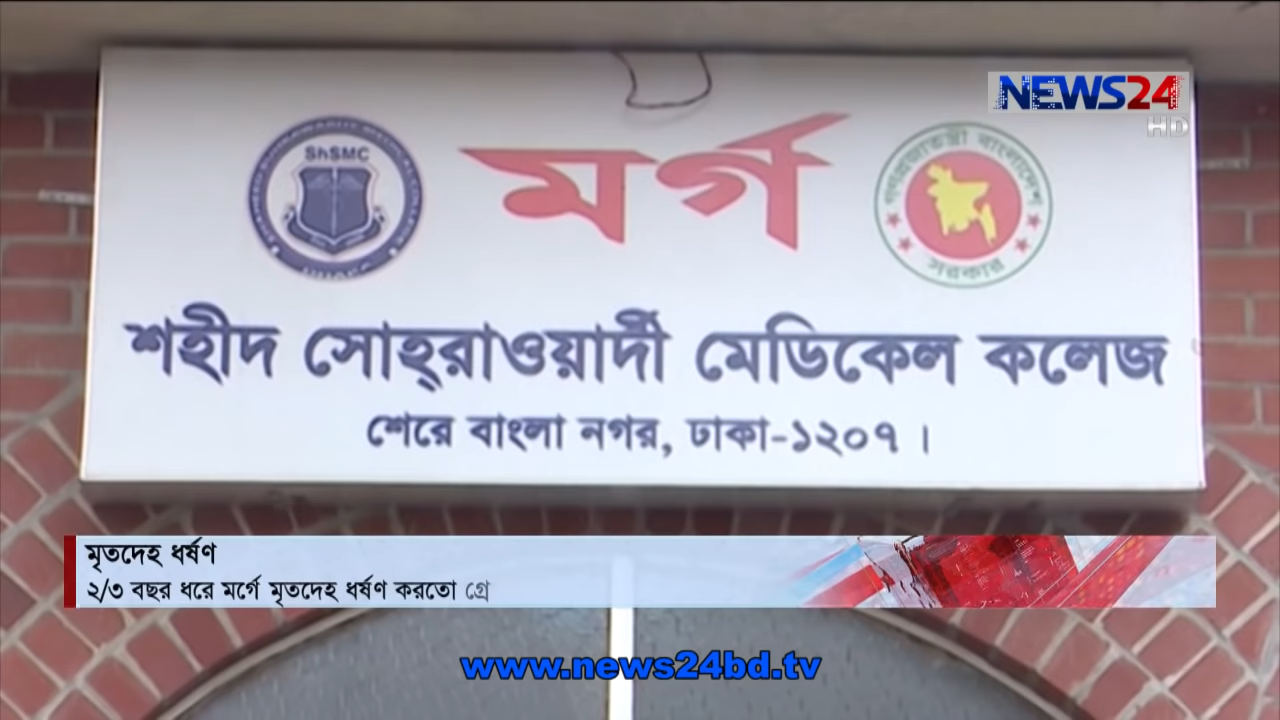 NEWS24
HD
ShSMC
মর্গ
গণপ্রজাতন্ত্রী বাংলাদেশ
সরকার
শহীদ সোহ্‌রাওয়ার্দী মেডিকেল কলেজ
শেরে বাংলা নগর, ঢাকা-১২০৭ ।
মৃতদেহ ধর্ষণ
২/৩ বছর ধরে মর্গে মৃতদেহ ধর্ষণ করতো গ্রে
www.news24bd.tv